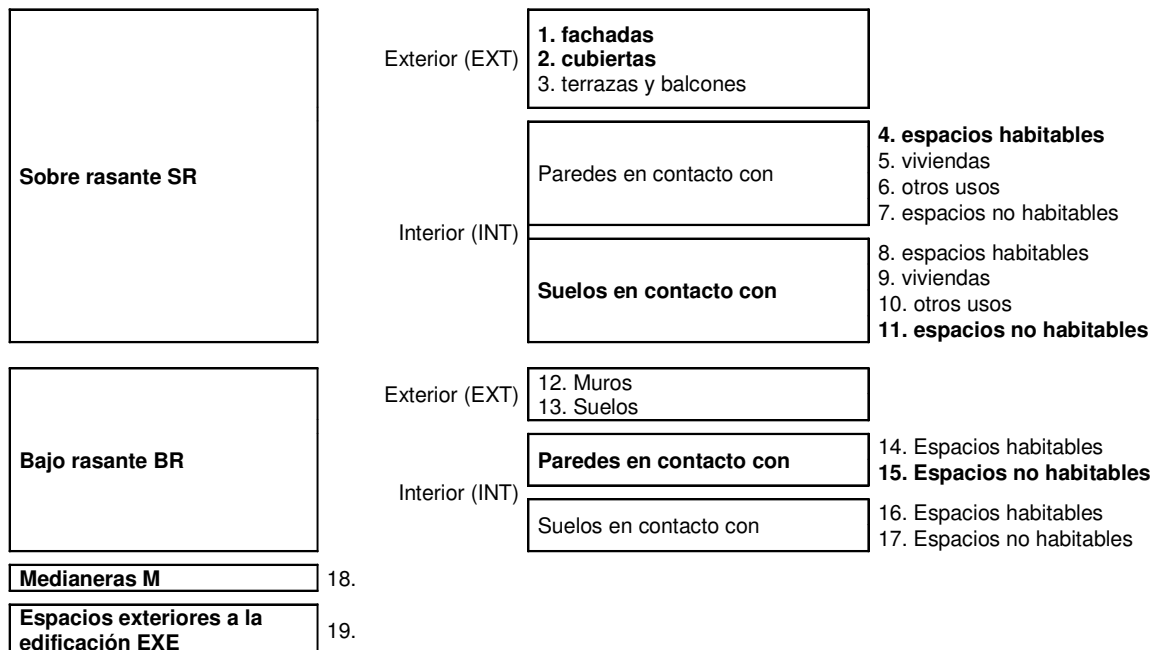 Sobre rasante SR
Exterior (EXT)
1. fachadas
2. cubiertas
3. terrazas y balcones
Interior (INT)
Paredes en contacto con
4. espacios habitables
5. viviendas
6. otros usos
7. espacios no habitables
Suelos en contacto con
8. espacios habitables
9. viviendas
10. otros usos
11. espacios no habitables
Bajo rasante BR
Exterior (EXT)
12. Muros
13. Suelos
Interior (INT)
Paredes en contacto con
14. Espacios habitables
15. Espacios no habitables
Suelos en contacto con
16. Espacios habitables
17. Espacios no habitables
Medianeras M
18.
Espacios exteriores a la
edificación EXE
19.